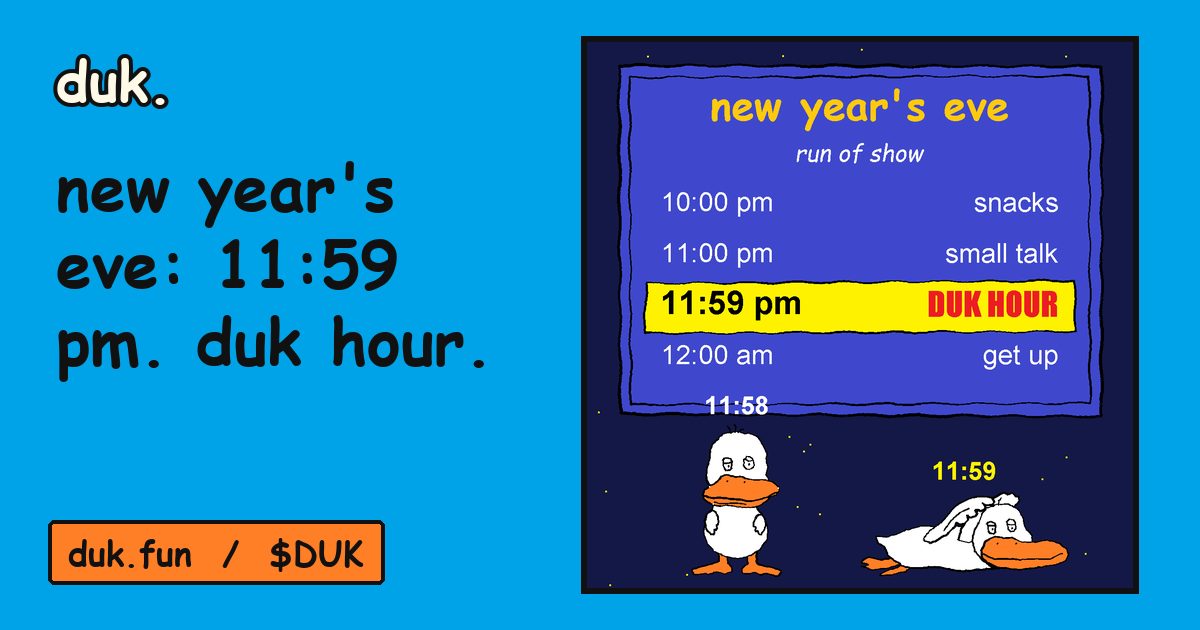 duk.
new year's
eve: 11:59
pm. duk hour.
duk.fun / $DUK
new year's eve
run of show
10:00 pm snacks
11:00 pm small talk
11:59 pm DUK HOUR
12:00 am get up
11:58
11:59